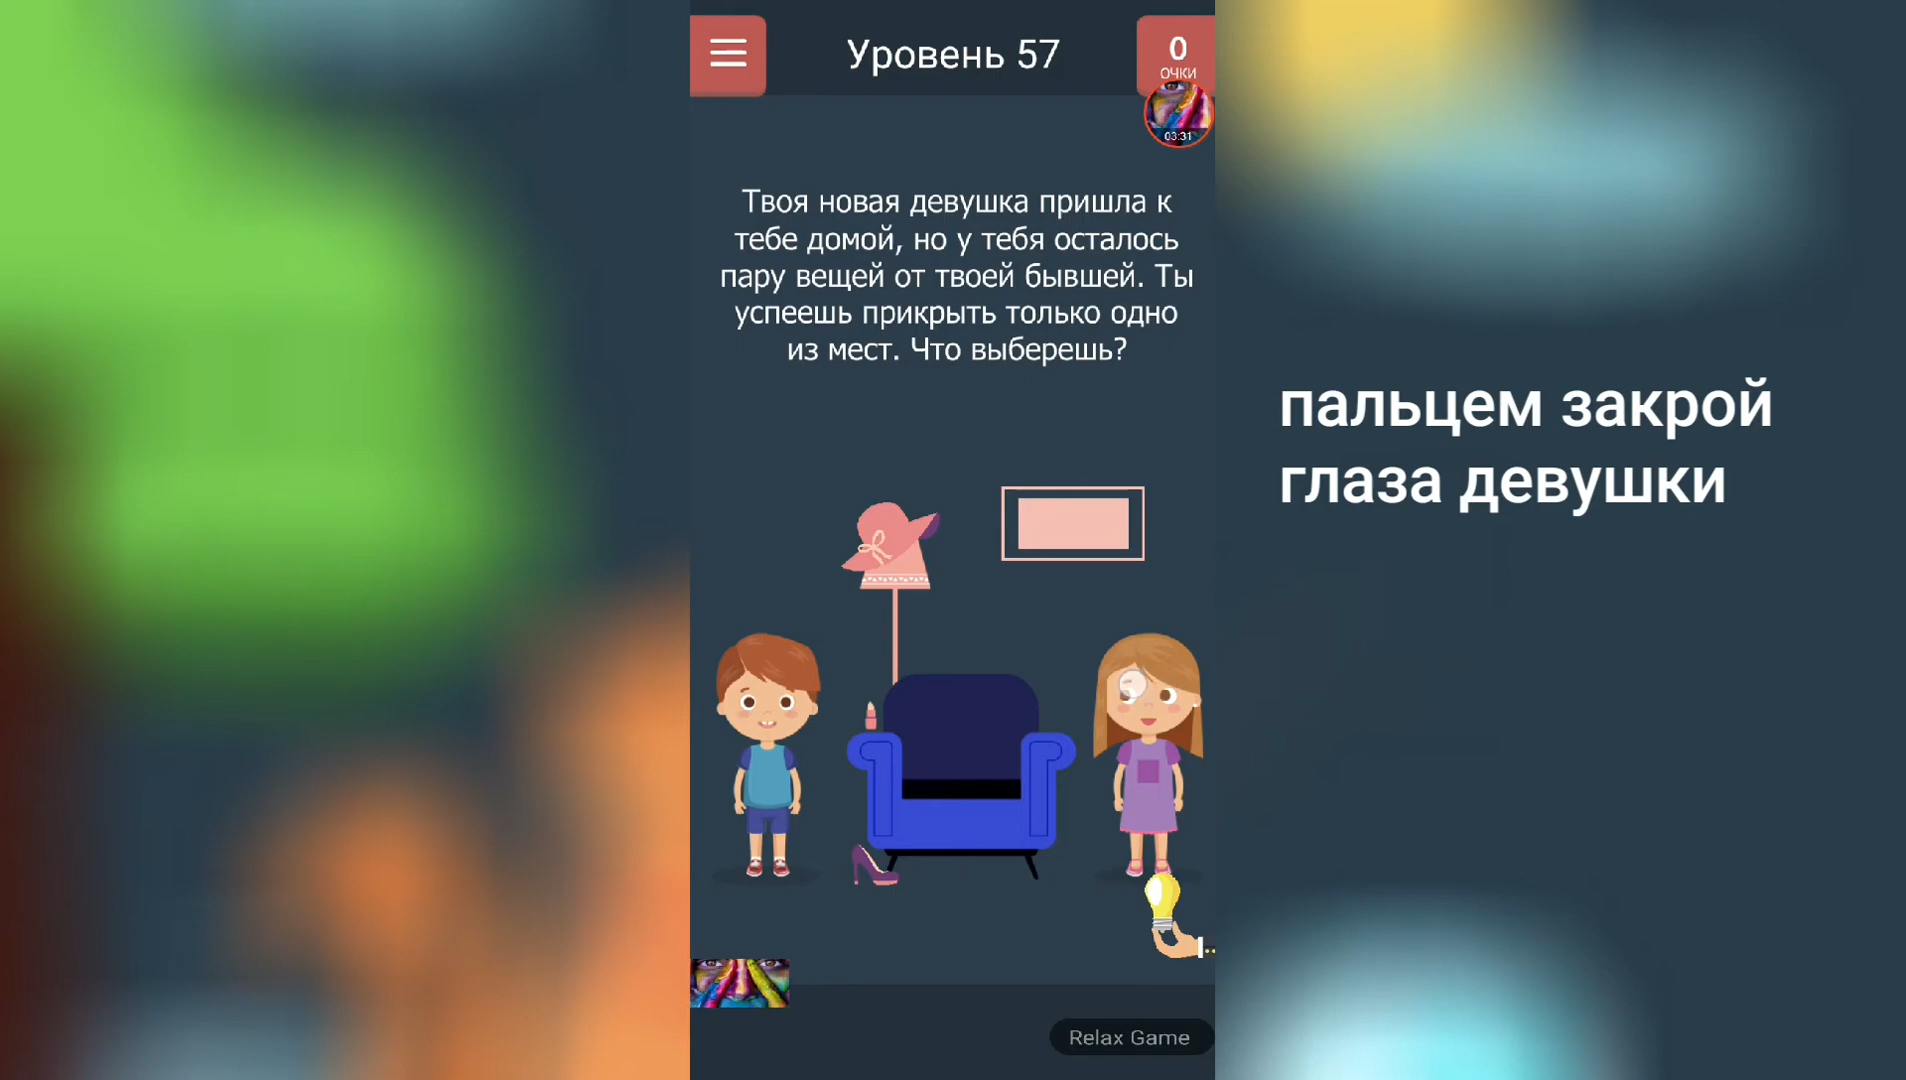 Уровень 57
0
ОЧКИ
03:31
Твоя новая девушка пришла к
тебе домой, но у тебя осталось
пару вещей от твоей бывшей. Ты
успеешь прикрыть только одно
из мест. Что выберешь?
пальцем закрой
глаза девушки
Relax Game